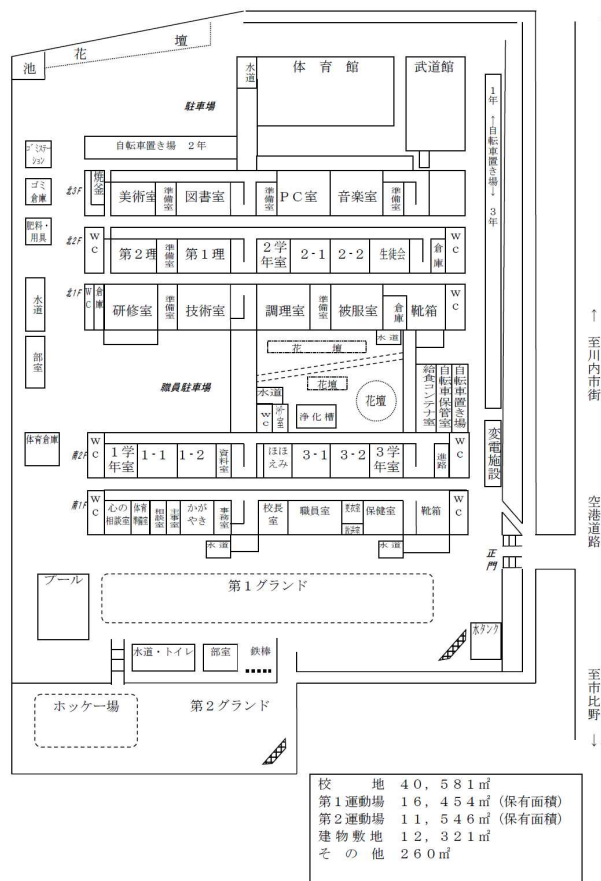 花　壇
池
水道
体育館
武道館
駐車場
自転車置き場　２年
１年　↑自転車置き場↓　３年
ｺﾞﾐｽﾃｰｼｮﾝ
ゴミ倉庫
肥料・用具
水道
部室
体育倉庫
北3F
焼釜
美術室
準備室
図書室
準備室
ＰＣ室
音楽室
準備室
北2F
ＷＣ
第２理
準備室
第１理
２学年室
２-１
２-２
生徒会
倉庫
ＷＣ
北1F
ＷＣ
倉庫
研修室
準備室
技術室
調理室
準備室
被服室
倉庫
靴箱
ＷＣ
水道
花　壇
職員駐車場
水道
花壇
花壇
ＷＣ
浄化槽
給食コンテナ室
自転車保管室
自転車置き場
変電施設
南2F
ＷＣ
１学年室
１-１
１-２
資料室
ほほえみ
３-１
３-２
３学年室
進路
ＷＣ
南1F
ＷＣ
心の相談室
体育準備室
相談室
主事室
かがやき
事務室
校長室
職員室
保健室
靴箱
ＷＣ
水道
水道
正門
プール
第１グランド
水タンク
水道・トイレ
部室
鉄棒
ホッケー場
第２グランド
↑　至川内市街
空港道路
至市比野　↓
校　　地　４０，５８１㎡
第１運動場　１６，４５４㎡（保有面積）
第２運動場　１１，５４６㎡（保有面積）
建物敷地　１２，３２１㎡
そ の 他　２６０㎡